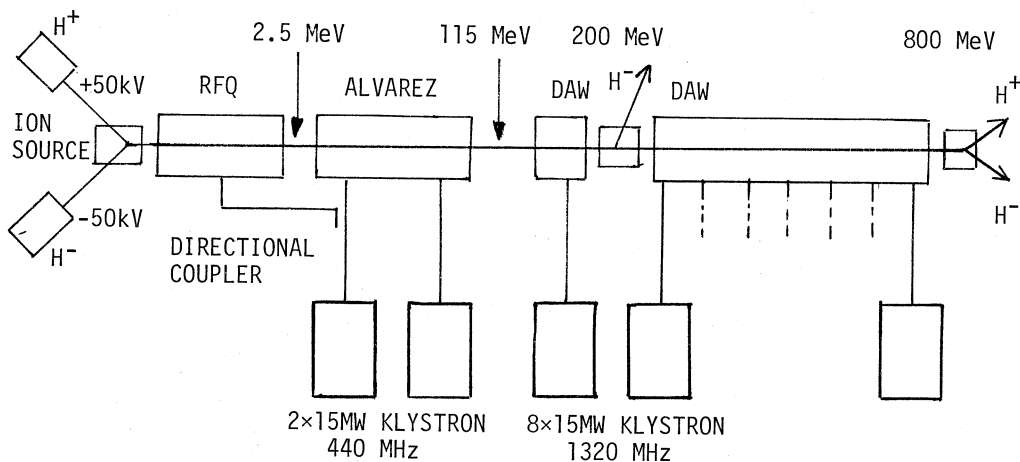 H+
2.5 MeV
115 MeV
200 MeV
800 MeV
+50kV
RFQ
ALVAREZ
DAW
H-
DAW
H+
ION
SOURCE
-50kV
H-
H-
DIRECTIONAL
COUPLER
2×15MW KLYSTRON
440 MHz
8×15MW KLYSTRON
1320 MHz